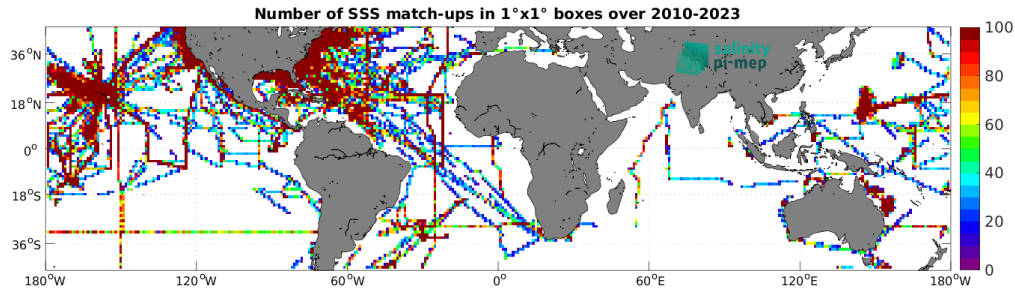 Number of SSS match-ups in 1°x1° boxes over 2010-2023
salinity
pi-mep
36°N
18°N
0°
18°S
36°S
180°W 120°W 60°W 0° 60°E 120°E 180°E
100
80
60
40
20
0